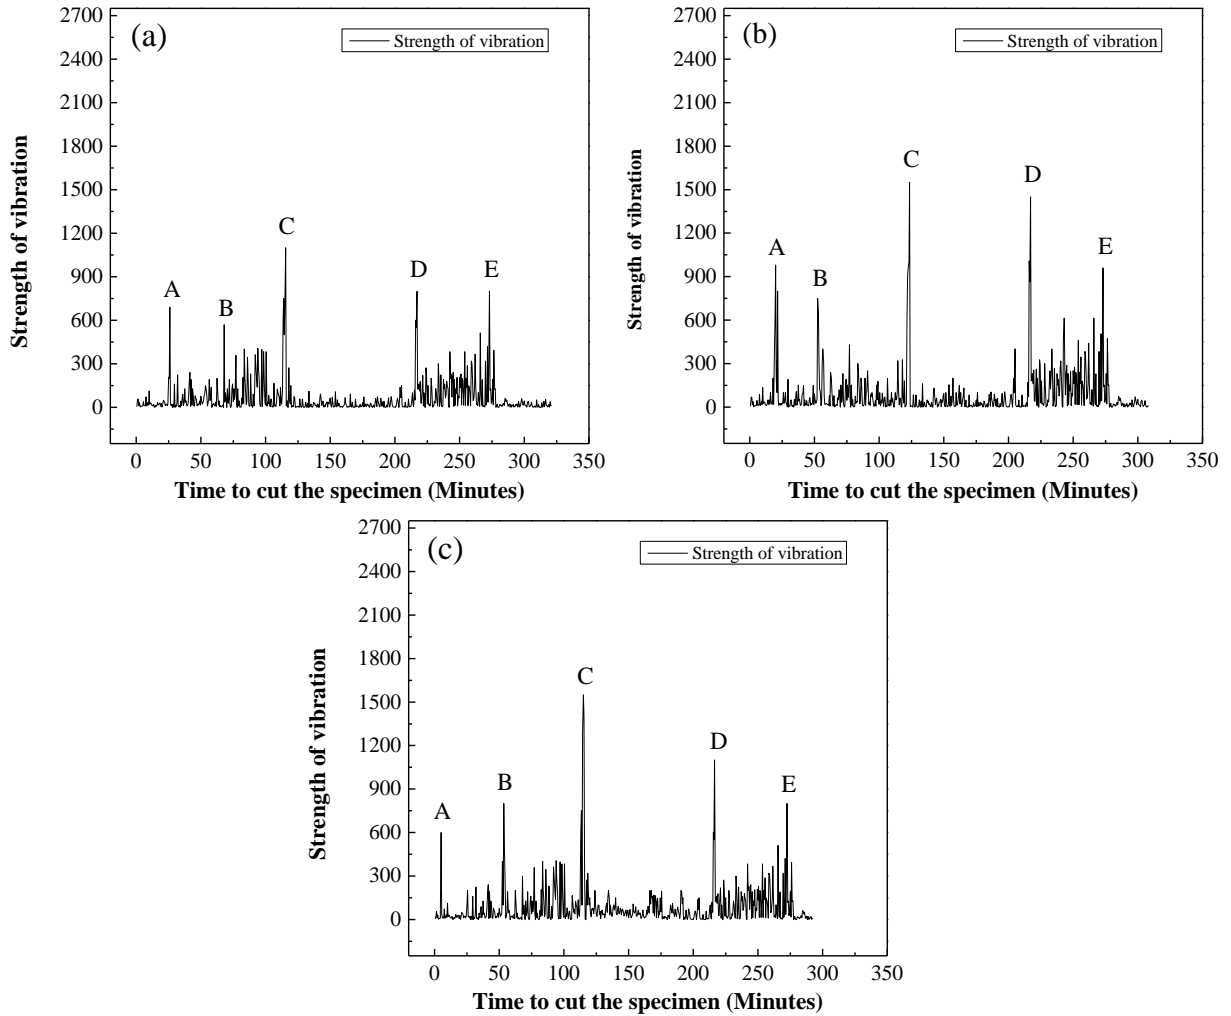 (a)
Strength of vibration
2700
2400
2100
1800
1500
1200
900
600
300
0
A
B
C
D
E
0 50 100 150 200 250 300 350
Strength of vibration
Time to cut the specimen (Minutes)
(b)
Strength of vibration
2700
2400
2100
1800
1500
1200
900
600
300
0
A
B
C
D
E
0 50 100 150 200 250 300 350
Strength of vibration
Time to cut the specimen (Minutes)
(c)
Strength of vibration
2700
2400
2100
1800
1500
1200
900
600
300
0
A
B
C
D
E
0 50 100 150 200 250 300 350
Strength of vibration
Time to cut the specimen (Minutes)